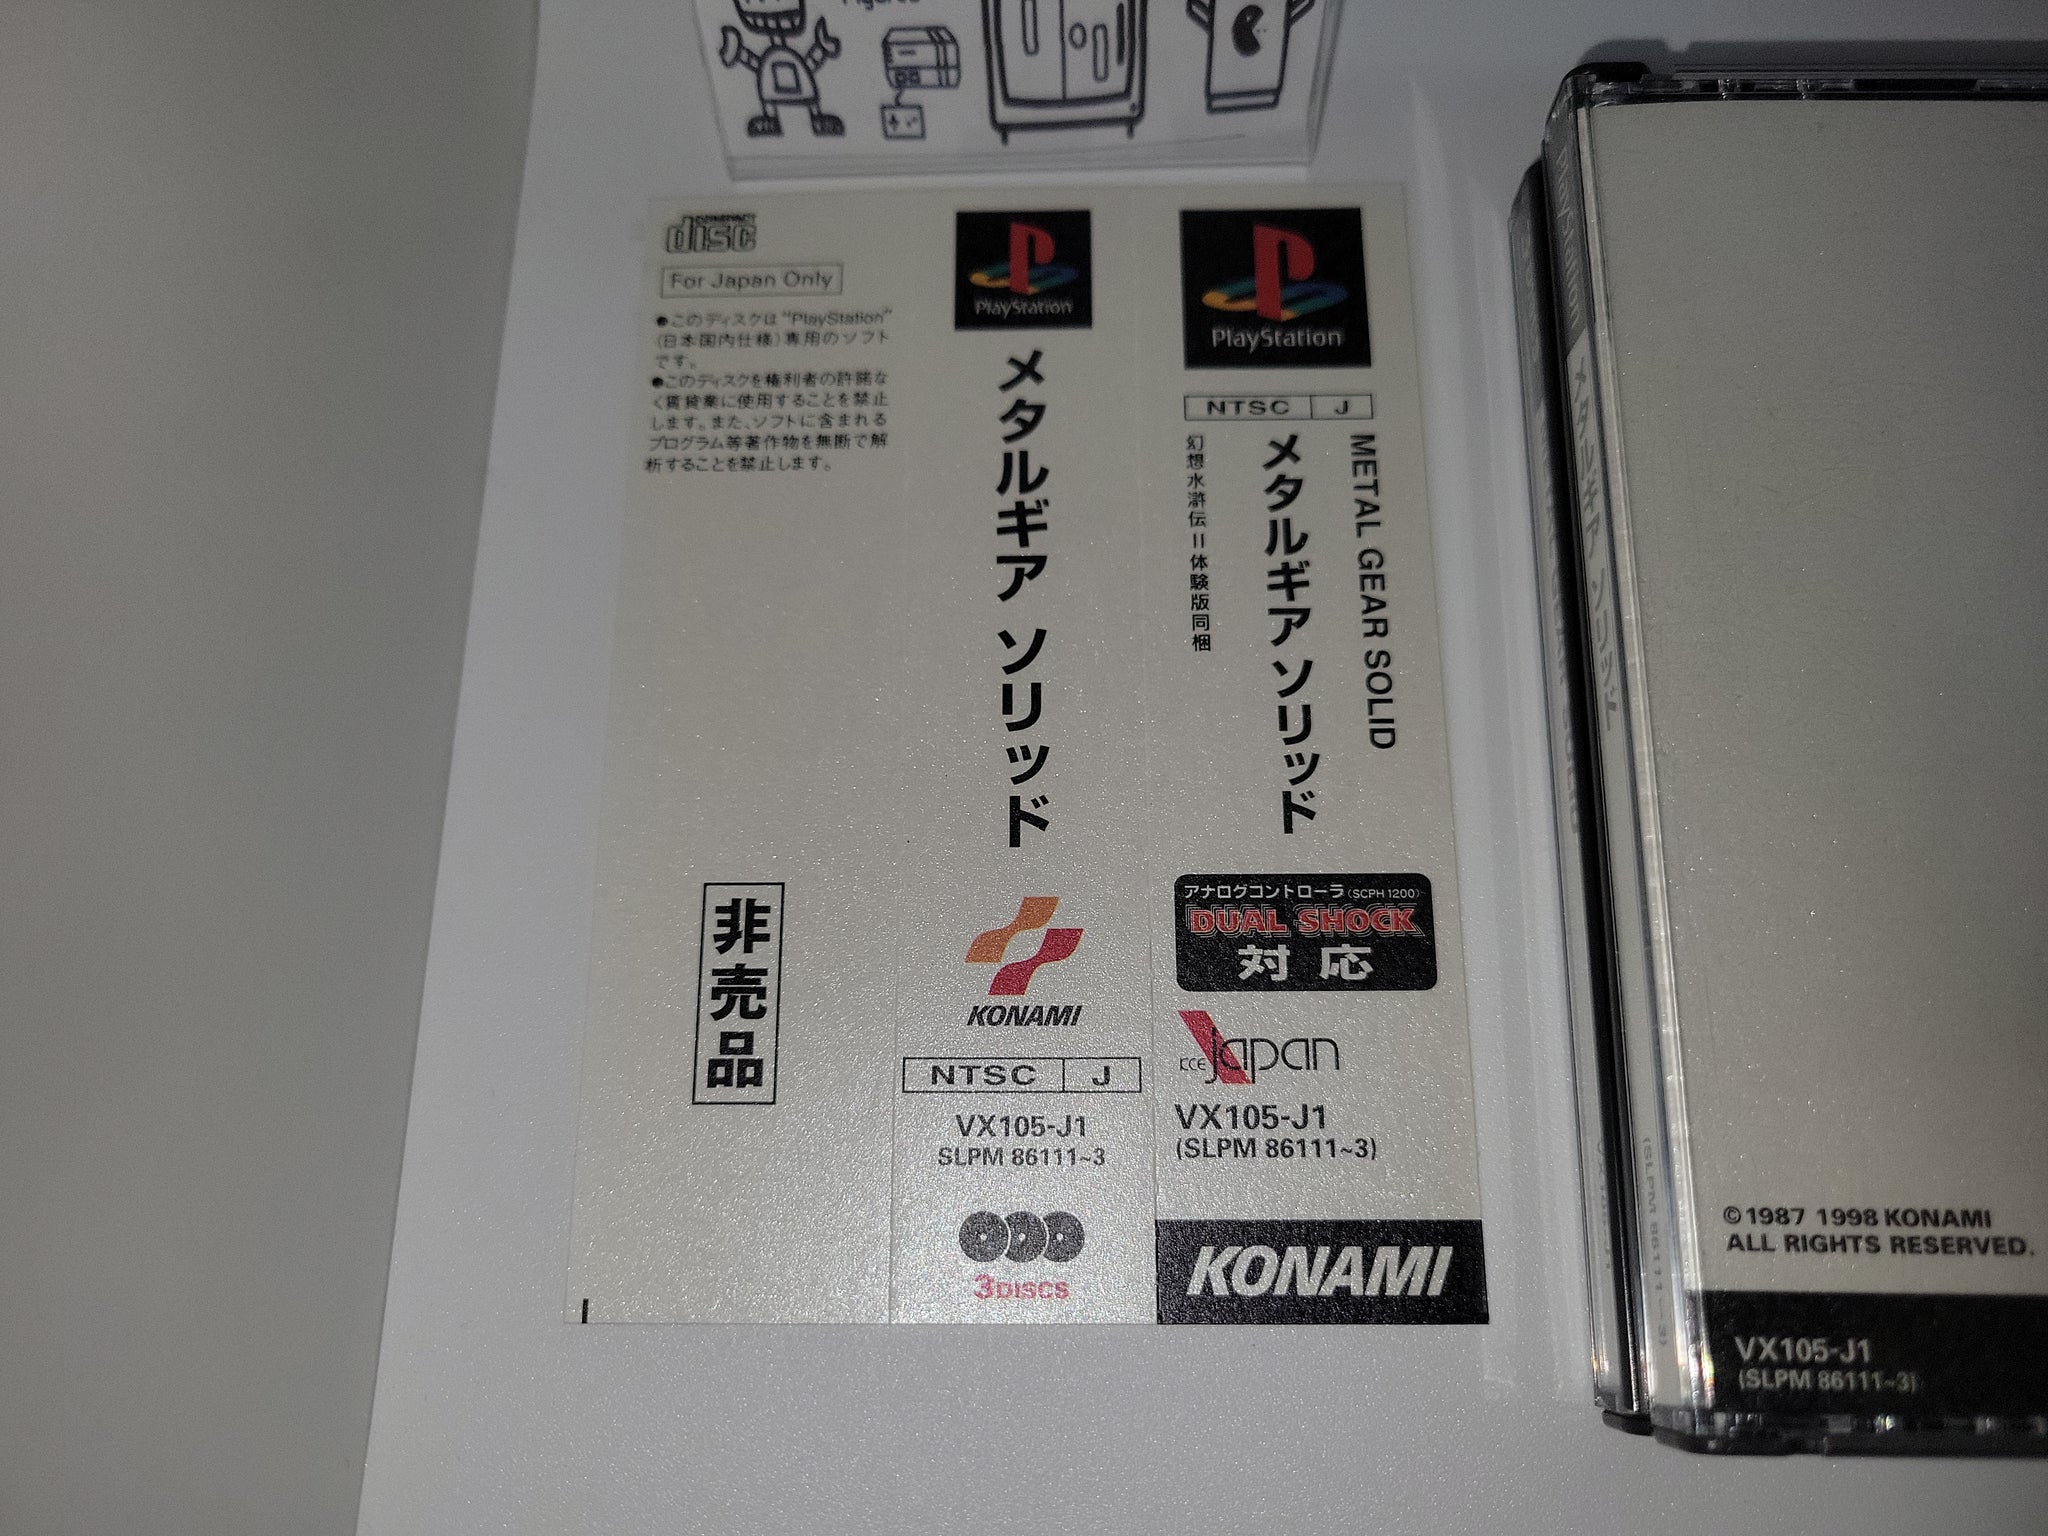 COMPACT
disc
For Japan Only
●このディスクは"PlayStation"
(日本国内仕様)専用のソフト
です。
●このディスクを権利者の許諾な
く賃貸業に使用することを禁止
します。また、ソフトに含まれる
プログラム等著作物を無断で解
析することを禁止します。
非売品
PlayStation
メタルギア ソリッド
KONAMI
NTSC J
VX105-J1
SLPM 86111~3
3DISCS
PlayStation
NTSC J
METAL GEAR SOLID
メタルギア ソリッド
幻想水滸伝II体験版同梱
アナログコントローラ(SCPH 1200)
DUAL SHOCK
対応
KCE Japan
VX105-J1
(SLPM 86111~3)
KONAMI
PlayStation
メタルギア ソリッド
(SLPM 86111~3)
©1987 1998 KONAMI
ALL RIGHTS RESERVED.
VX105-J1
(SLPM 86111~3)